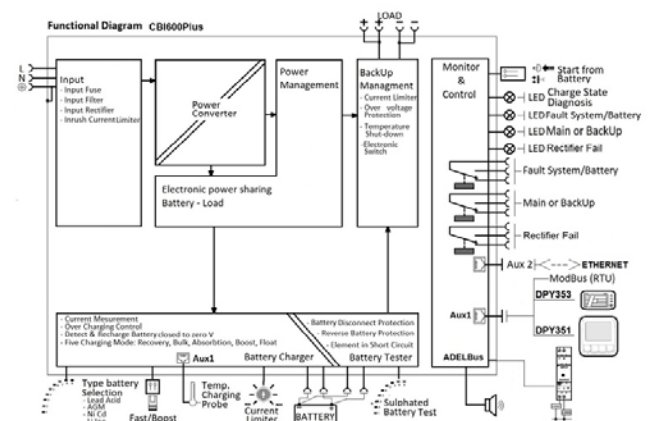 Functional Diagram CBI600Plus
LOAD
+ + - -
L
N
Input
- Input Fuse
- Input Filter
- Input Rectifier
- Inrush CurrentLimiter
Power
Converter
Power
Management
Electronic power sharing
Battery - Load
BackUp
Managment
- Current Limiter
- Over voltage
Protection
- Temperature
Shut-down
-Electronic
Switch
Monitor
&
Control
Aux1
ADELBus
Start from
Battery
LED Charge State
Diagnosis
LED Fault System/Battery
LED Main or BackUp
LED Rectifier Fail
Fault System/Battery
Main or BackUp
Rectifier Fail
Aux 2
ETHERNET
ModBus (RTU)
DPY353
DPY351
- Current Mesurement
- Over Charging Control
- Detect & Recharge Battery closed to zero V
- Five Charging Mode: Recovery, Bulk, Absorbtion, Boost, Float
Aux1
Battery Charger
- Battery Disconnect Protection
- Reverse Battery Protection
- Element in Short Circuit
Battery Tester
Type battery
Selection
- Lead Acid
- AGM
- Ni Cd
Fast/Boost
Temp.
Charging
Probe
Current
Limiter
BATTERY
Sulphated
Battery Test